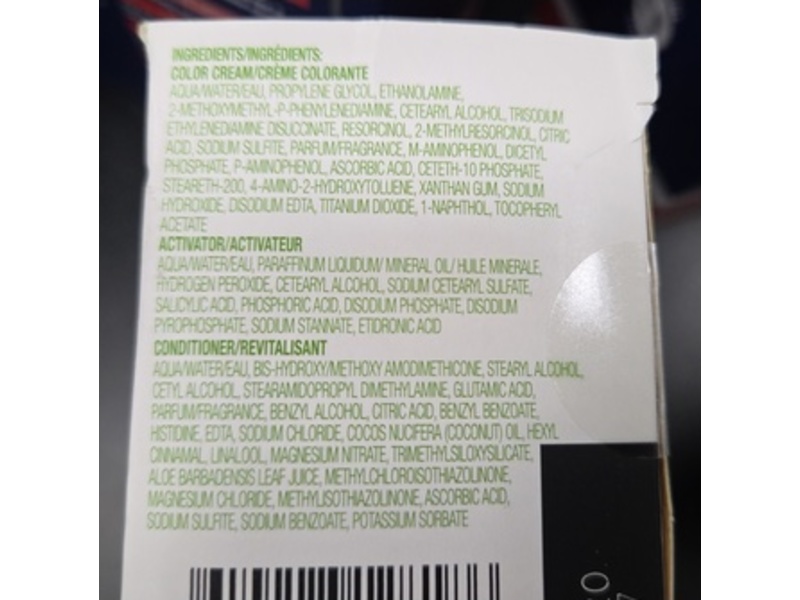 INGREDIENTS/INGRÉDIENTS:
COLOR CREAM/CRÈME COLORANTE
AQUA/WATER/EAU, PROPYLENE GLYCOL, ETHANOLAMINE,
2-METHOXYMETHYL-P-PHENYLENEDIAMINE, CETEARYL ALCOHOL, TRISODIUM
ETHYLENEDIAMINE DISUCCINATE, RESORCINOL, 2-METHYLRESORCINOL, CITRIC
ACID, SODIUM SULFITE, PARFUM/FRAGRANCE, M-AMINOPHENOL, DICETYL
PHOSPHATE, P-AMINOPHENOL, ASCORBIC ACID, CETETH-10 PHOSPHATE,
STEARETH-200, 4-AMINO-2-HYDROXYTOLUENE, XANTHAN GUM, SODIUM
HYDROXIDE, DISODIUM EDTA, TITANIUM DIOXIDE, 1-NAPHTHOL, TOCOPHERYL
ACETATE
ACTIVATOR/ACTIVATEUR
AQUA/WATER/EAU, PARAFFINUM LIQUIDUM/ MINERAL OIL/ HUILE MINERALE,
HYDROGEN PEROXIDE, CETEARYL ALCOHOL, SODIUM CETEARYL SULFATE,
SALICYLIC ACID, PHOSPHORIC ACID, DISODIUM PHOSPHATE, DISODIUM
PYROPHOSPHATE, SODIUM STANNATE, ETIDRONIC ACID
CONDITIONER/REVITALISANT
AQUA/WATER/EAU, BIS-HYDROXY/METHOXY AMODIMETHICONE, STEARYL ALCOHOL,
CETYL ALCOHOL, STEARAMIDOPROPYL DIMETHYLAMINE, GLUTAMIC ACID,
PARFUM/FRAGRANCE, BENZYL ALCOHOL, CITRIC ACID, BENZYL BENZOATE,
HISTIDINE, EDTA, SODIUM CHLORIDE, COCOS NUCIFERA (COCONUT) OIL, HEXYL
CINNAMAL, LINALOOL, MAGNESIUM NITRATE, TRIMETHYLSILOXYSILICATE,
ALOE BARBADENSIS LEAF JUICE, METHYLCHLOROISOTHIAZOLINONE,
MAGNESIUM CHLORIDE, METHYLISOTHIAZOLINONE, ASCORBIC ACID,
SODIUM SULFITE, SODIUM BENZOATE, POTASSIUM SORBATE